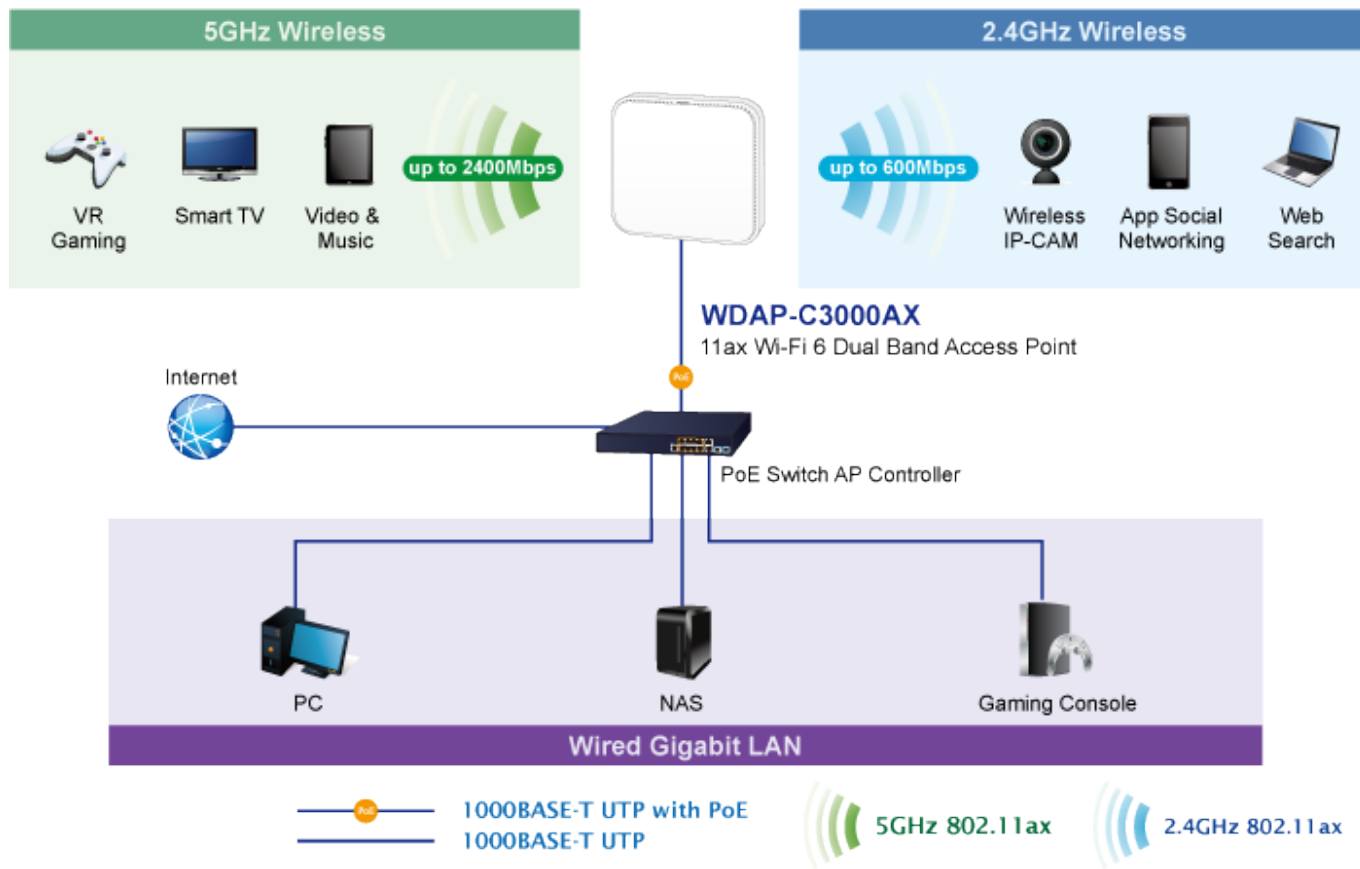 5GHz Wireless
2.4GHz Wireless
up to 2400Mbps
up to 600Mbps
VR
Gaming
Smart TV
Video &
Music
Wireless
IP-CAM
App Social
Networking
Web
Search
WDAP-C3000AX
11ax Wi-Fi 6 Dual Band Access Point
Internet
PoE
PoE Switch AP Controller
PC
NAS
Gaming Console
Wired Gigabit LAN
PoE
1000BASE-T UTP with PoE
1000BASE-T UTP
5GHz 802.11ax
2.4GHz 802.11ax